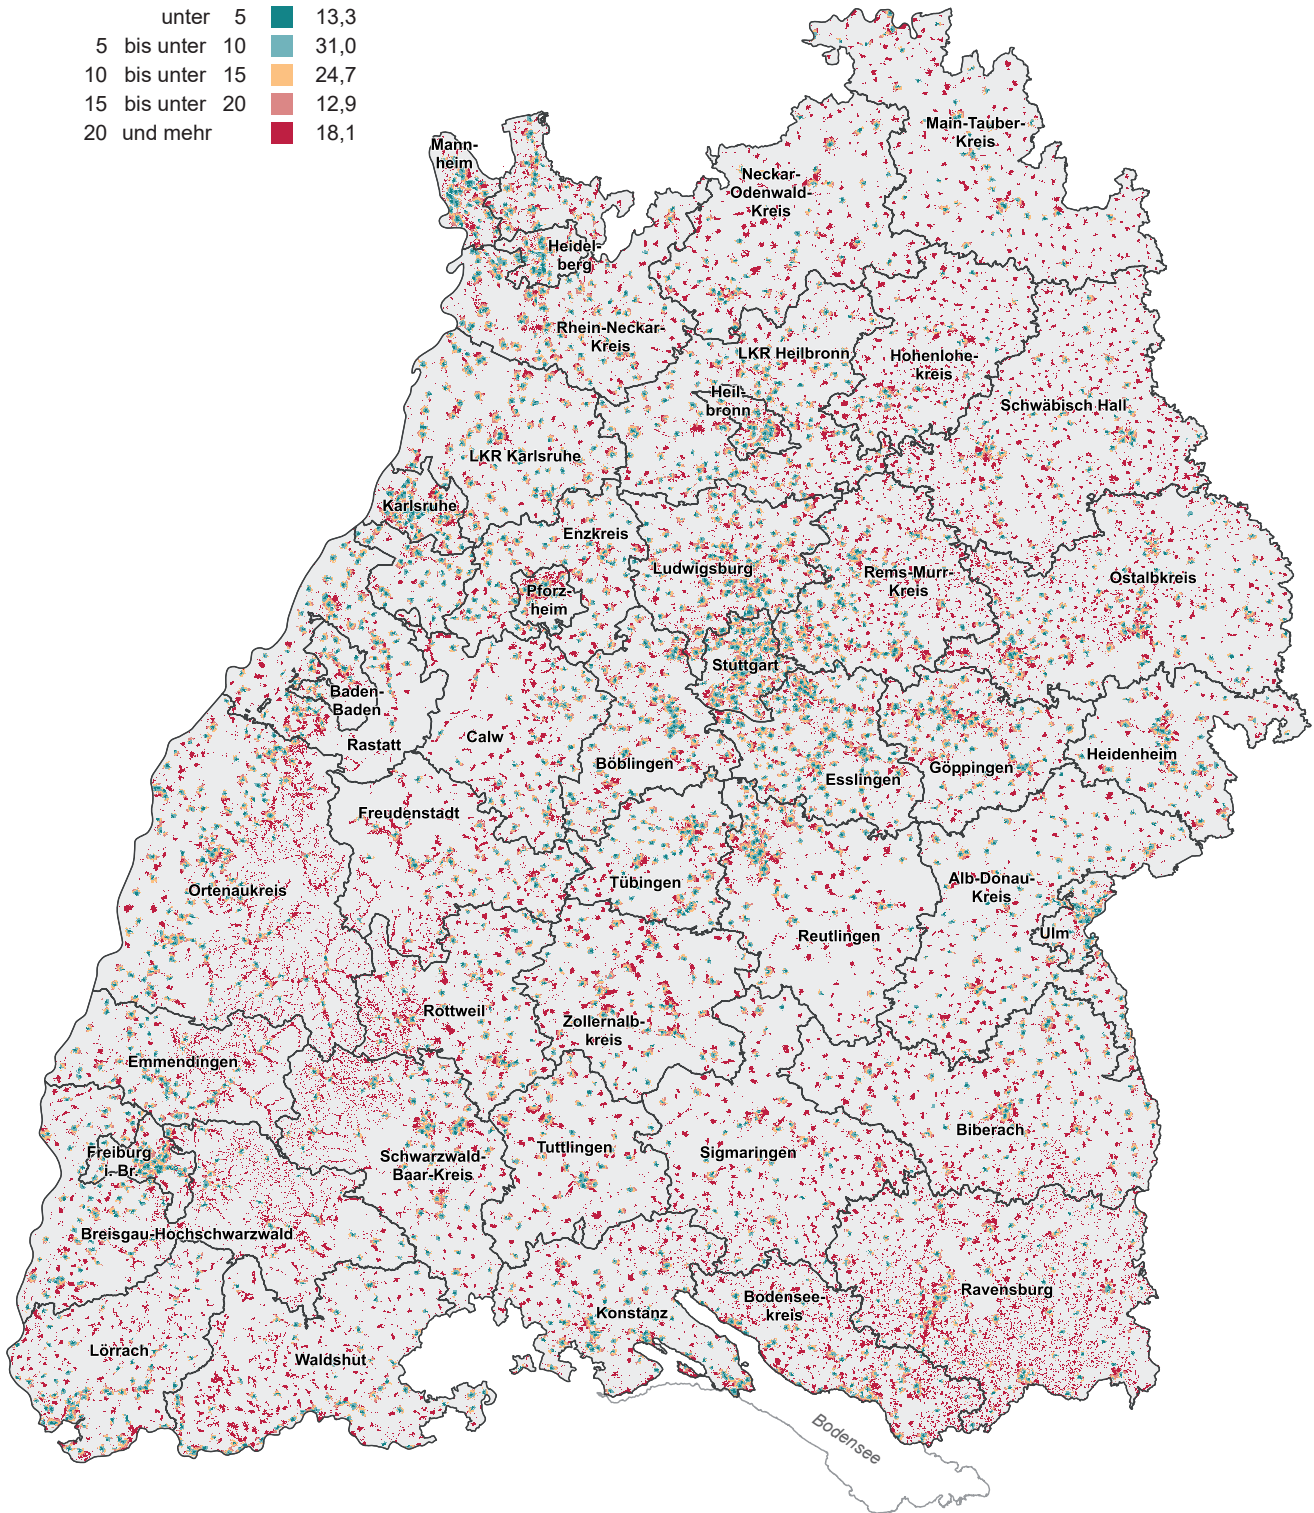 unter 5 13,3
5 bis unter 10 31,0
10 bis unter 15 24,7
15 bis unter 20 12,9
20 und mehr 18,1
Main-Tauber-
Kreis
Mann-
heim
Neckar-
Odenwald-
Kreis
Heidel-
berg
Rhein-Neckar-
Kreis
LKR Heilbronn
Hohenlohe-
kreis
Heil-
bronn
Schwäbisch Hall
LKR Karlsruhe
Karlsruhe
Enzkreis
Ludwigsburg
Rems-Murr-
Kreis
Ostalbkreis
Pforz-
heim
Stuttgart
Baden-
Baden
Rastatt
Calw
Böblingen
Esslingen
Göppingen
Heidenheim
Freudenstadt
Ortenaukreis
Tübingen
Alb-Donau-
Kreis
Reutlingen
Ulm
Rottweil
Zollernalb-
kreis
Emmendingen
Freiburg
i. Br.
Schwarzwald-
Baar-Kreis
Tuttlingen
Sigmaringen
Biberach
Breisgau-Hochschwarzwald
Ravensburg
Bodensee-
kreis
Konstanz
Lörrach
Waldshut
Bodensee